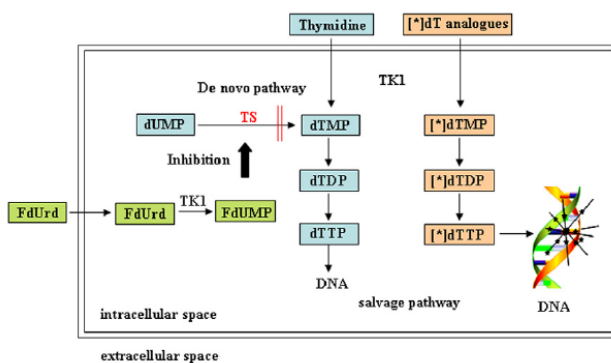 Thymidine
[*]dT analogues
TK1
De novo pathway
dUMP
TS
dTMP
[*]dTMP
Inhibition
dTDP
[*]dTDP
FdUrd
FdUrd
TK1
FdUMP
dTTP
[*]dTTP
DNA
DNA
salvage pathway
intracellular space
extracellular space